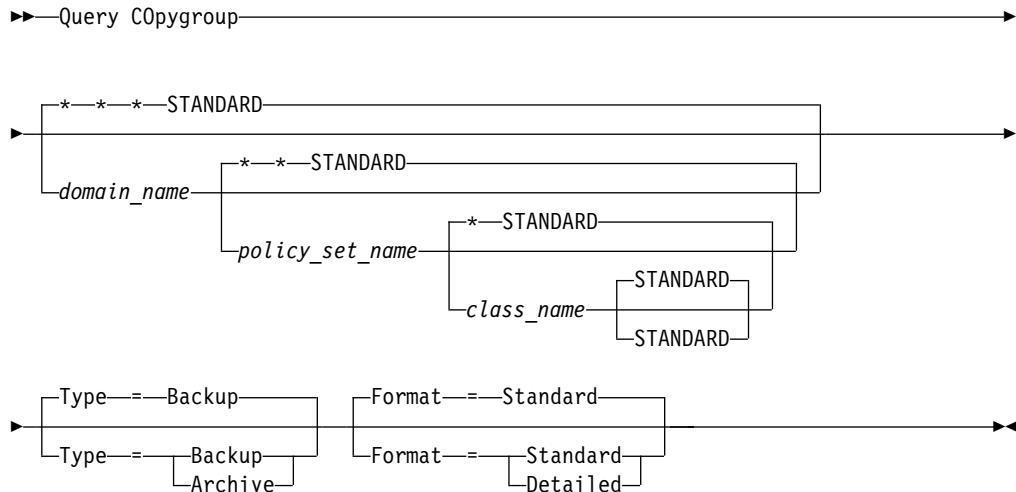 Query COpygroup
* * * STANDARD
domain_name
* * STANDARD
policy_set_name
* STANDARD
class_name
STANDARD
STANDARD
Type = Backup
Type = Backup
Archive
Format = Standard
Format = Standard
Detailed